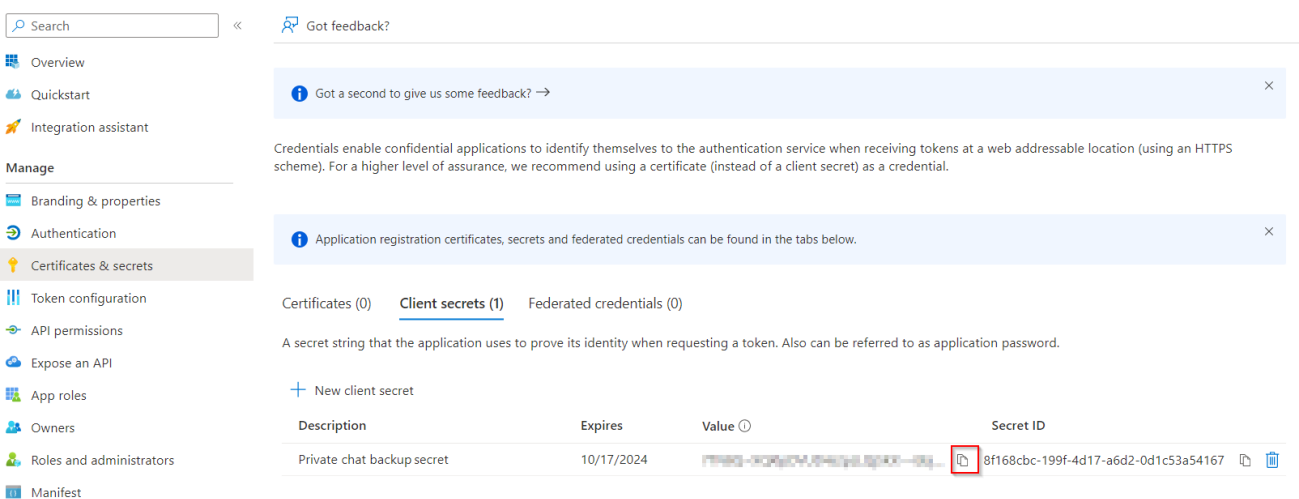 Search
«
Overview
Quickstart
Integration assistant
Manage
Branding & properties
Authentication
Certificates & secrets
Token configuration
API permissions
Expose an API
App roles
Owners
Roles and administrators
Manifest
Got feedback?
Got a second to give us some feedback? →
Credentials enable confidential applications to identify themselves to the authentication service when receiving tokens at a web addressable location (using an HTTPS
scheme). For a higher level of assurance, we recommend using a certificate (instead of a client secret) as a credential.
Application registration certificates, secrets and federated credentials can be found in the tabs below.
Certificates (0) Client secrets (1) Federated credentials (0)
A secret string that the application uses to prove its identity when requesting a token. Also can be referred to as application password.
New client secret
Description Expires Value Secret ID
Private chat backup secret 10/17/2024 8f168cbc-199f-4d17-a6d2-0d1c53a54167